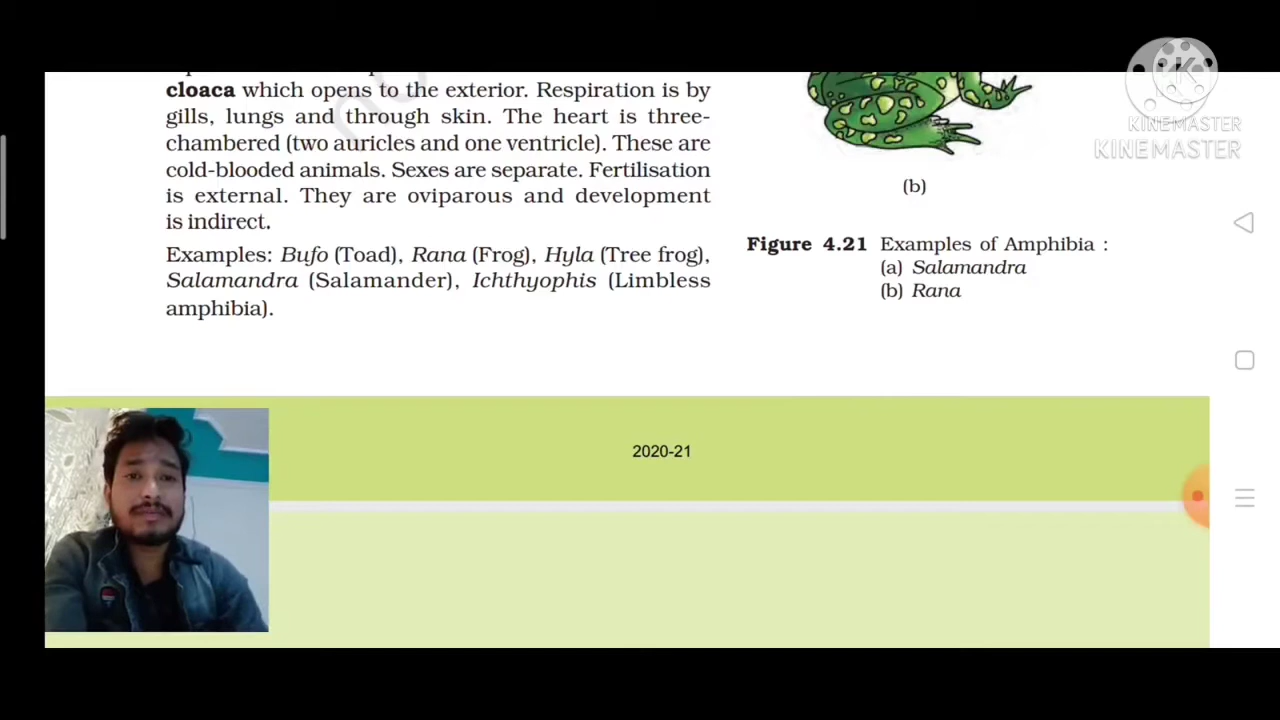 cloaca which opens to the exterior. Respiration is by
gills, lungs and through skin. The heart is three-
chambered (two auricles and one ventricle). These are
cold-blooded animals. Sexes are separate. Fertilisation
is external. They are oviparous and development
is indirect.
Examples: Bufo (Toad), Rana (Frog), Hyla (Tree frog),
Salamandra (Salamander), Ichthyophis (Limbless
amphibia).
(b)
Figure 4.21 Examples of Amphibia :
(a) Salamandra
(b) Rana
2020-21
K
KINEMASTER
KINEMASTER